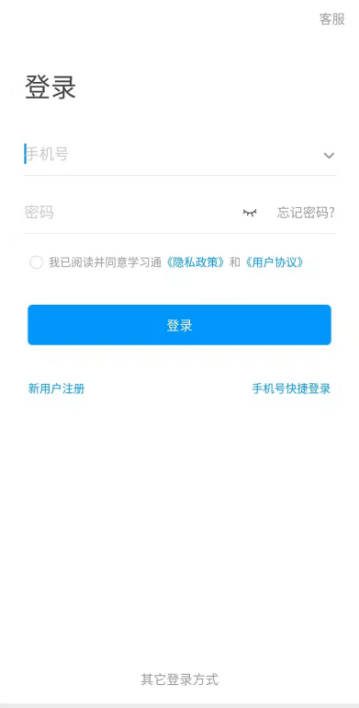 客服
登录
手机号
密码 忘记密码?
我已阅读并同意学习通《隐私政策》和《用户协议》
登录
新用户注册 手机号快捷登录
其它登录方式